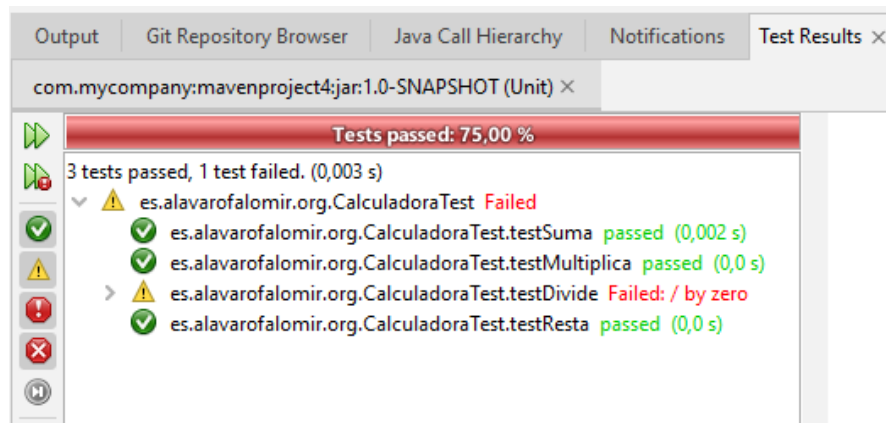 Output Git Repository Browser Java Call Hierarchy Notifications Test Results ×
com.mycompany:mavenproject4:jar:1.0-SNAPSHOT (Unit) ×
Tests passed: 75,00 %
3 tests passed, 1 test failed. (0,003 s)
es.alavarofalomir.org.CalculadoraTest Failed
es.alavarofalomir.org.CalculadoraTest.testSuma passed (0,002 s)
es.alavarofalomir.org.CalculadoraTest.testMultiplica passed (0,0 s)
es.alavarofalomir.org.CalculadoraTest.testDivide Failed: / by zero
es.alavarofalomir.org.CalculadoraTest.testResta passed (0,0 s)